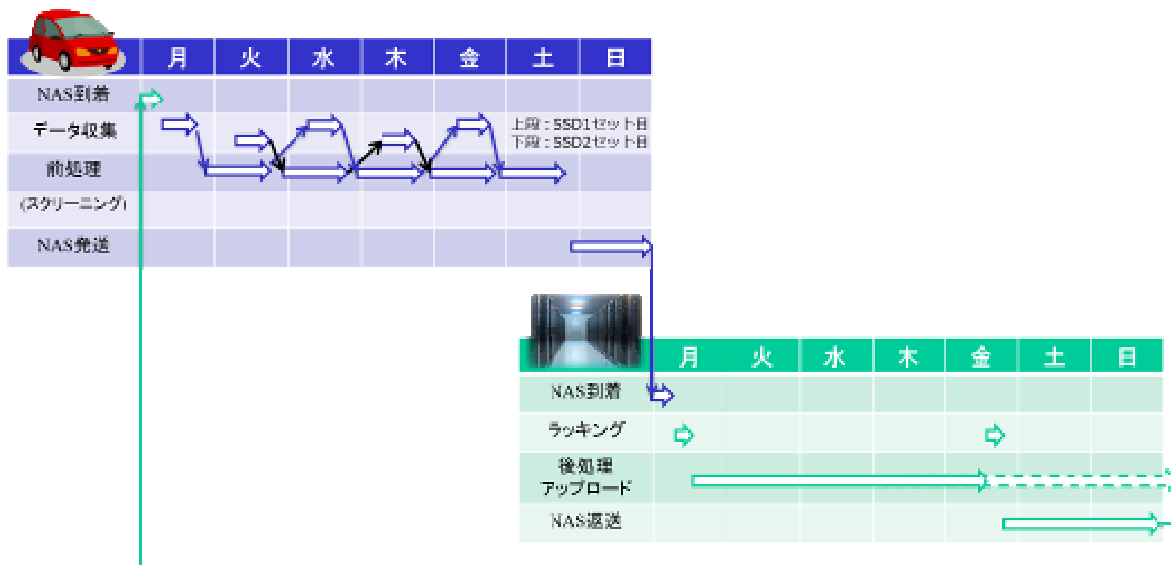 月 火 水 木 金 土 日
NAS到着
データ収集
上段：SSD1セット目
下段：SSD2セット目
前処理
(スクリーニング)
NAS発送
月 火 水 木 金 土 日
NAS到着
ラッキング
後処理
アップロード
NAS返送